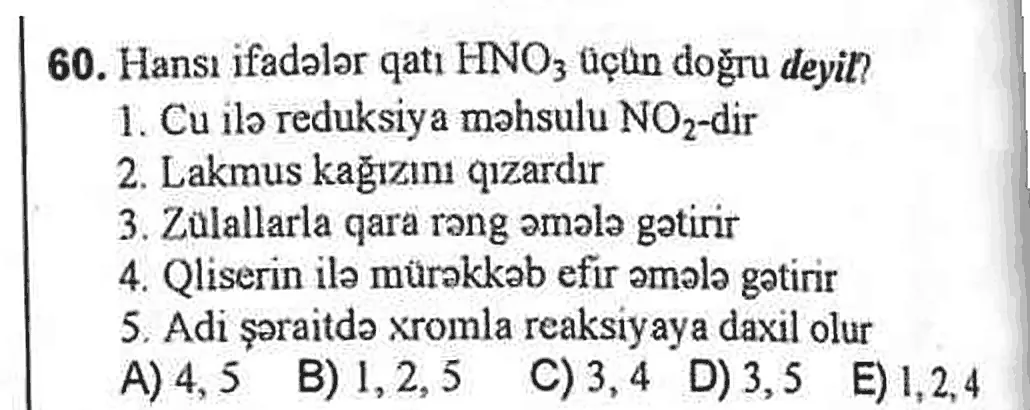 60. Hansı ifadələr qatı HNO₃ üçün doğru deyil?
1. Cu ilə reduksiya məhsulu NO₂-dir
2. Lakmus kağızını qızardır
3. Zülallarla qara rəng əmələ gətirir
4. Qliserin ilə mürəkkəb efir əmələ gətirir
5. Adi şəraitdə xromla reaksiyaya daxil olur
A) 4, 5 B) 1, 2, 5 C) 3, 4 D) 3, 5 E) 1, 2, 4